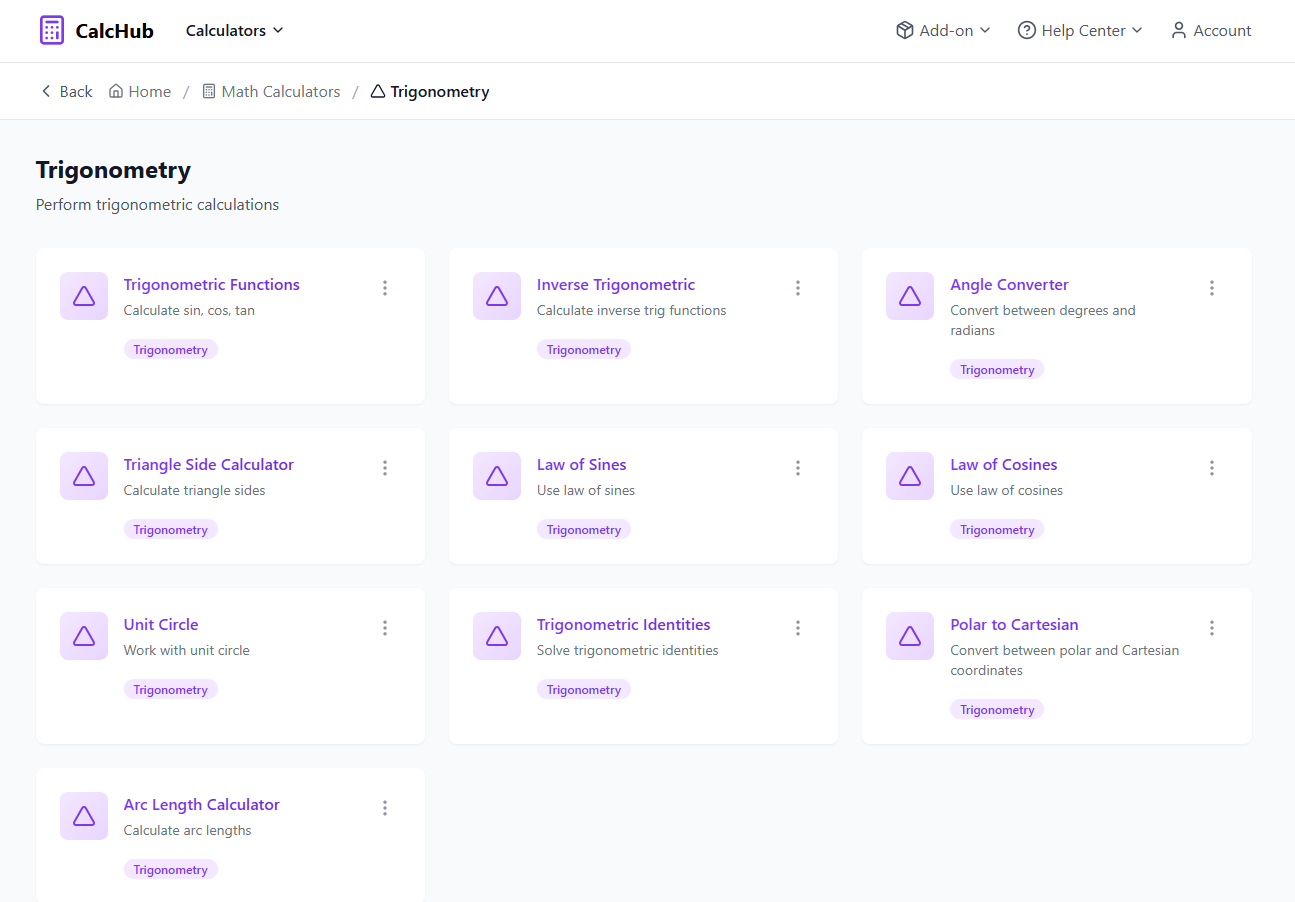 CalcHub
Calculators
Add-on
Help Center
Account
Back
Home / Math Calculators / Trigonometry
Trigonometry
Perform trigonometric calculations
Trigonometric Functions
Calculate sin, cos, tan
Trigonometry
Inverse Trigonometric
Calculate inverse trig functions
Trigonometry
Angle Converter
Convert between degrees and
radians
Trigonometry
Triangle Side Calculator
Calculate triangle sides
Trigonometry
Law of Sines
Use law of sines
Trigonometry
Law of Cosines
Use law of cosines
Trigonometry
Unit Circle
Work with unit circle
Trigonometry
Trigonometric Identities
Solve trigonometric identities
Trigonometry
Polar to Cartesian
Convert between polar and Cartesian
coordinates
Trigonometry
Arc Length Calculator
Calculate arc lengths
Trigonometry